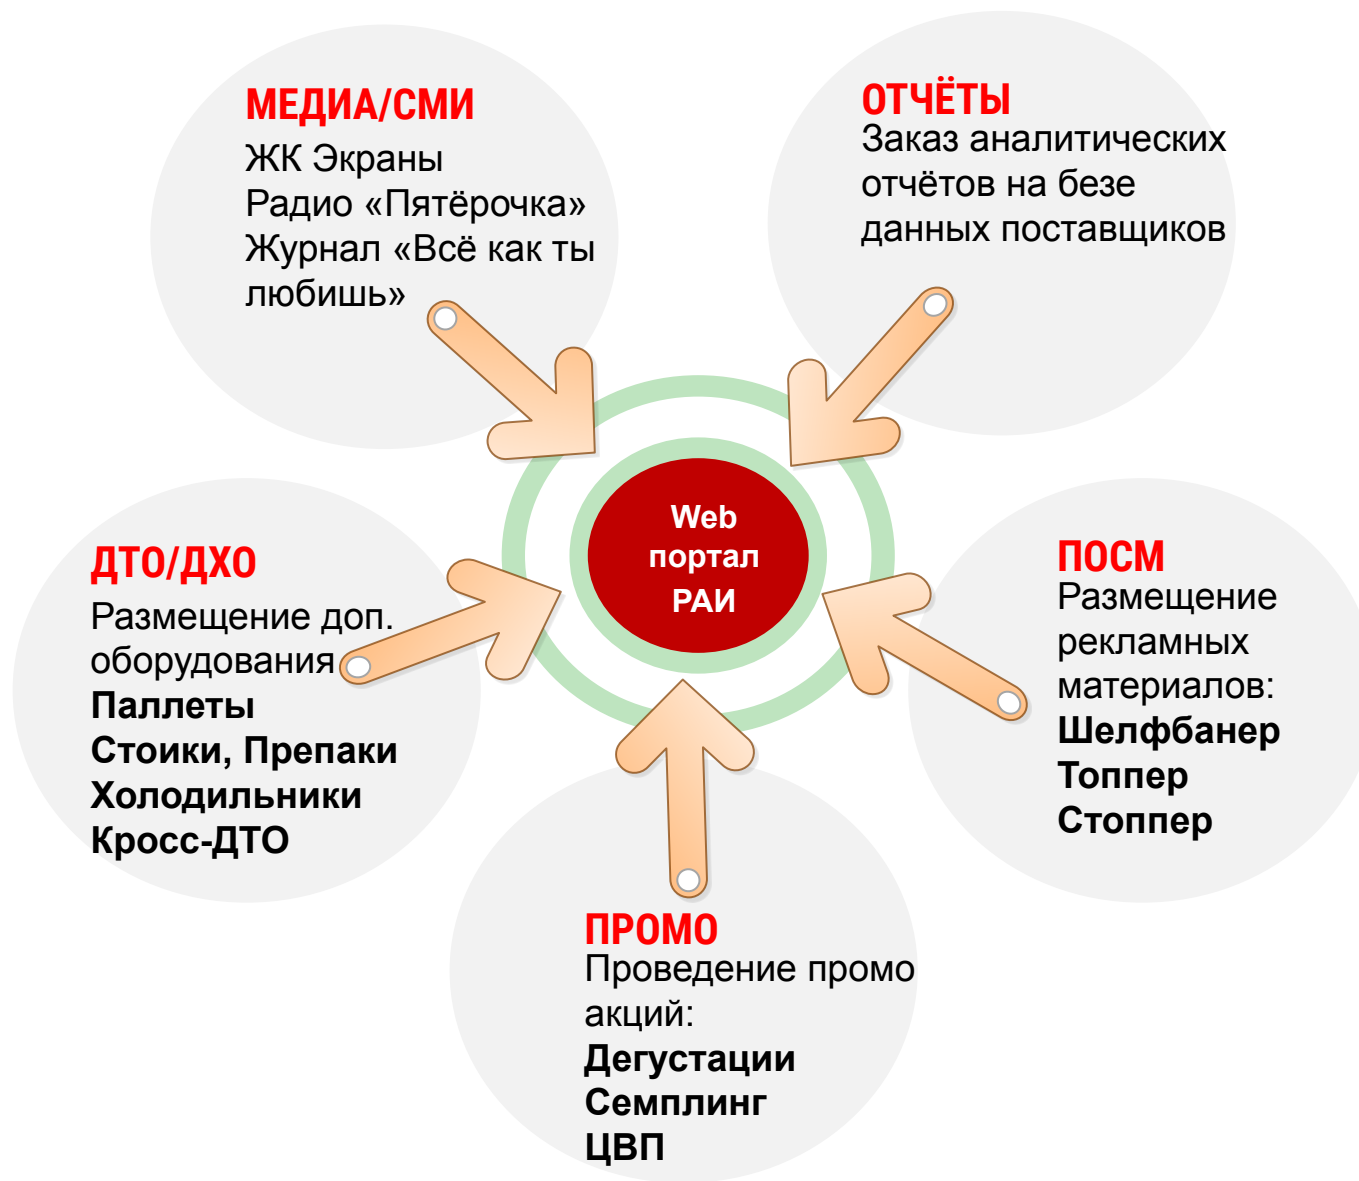 МЕДИА/СМИ
ЖК Экраны
Радио «Пятёрочка»
Журнал «Всё как ты
любишь»
ОТЧЁТЫ
Заказ аналитических
отчётов на безе
данных поставщиков
Web
портал
РАИ
ДТО/ДХО
Размещение доп.
оборудования
Паллеты
Стоики, Препаки
Холодильники
Кросс-ДТО
ПОСМ
Размещение
рекламных
материалов:
Шелфбанер
Топпер
Стоппер
ПРОМО
Проведение промо
акций:
Дегустации
Семплинг
ЦВП